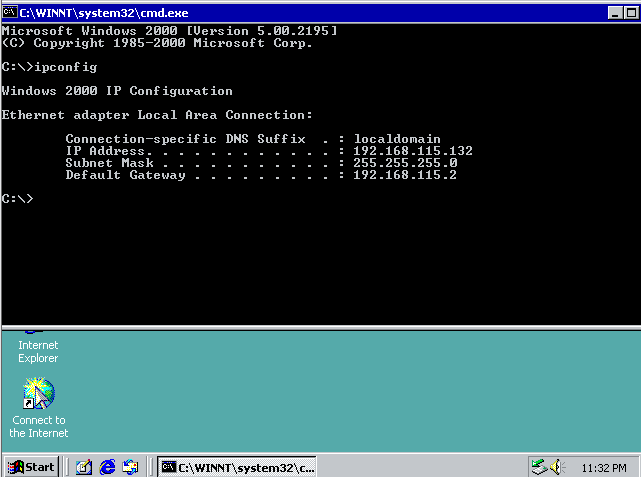 C:\WINNT\system32\cmd.exe
Microsoft Windows 2000 [Version 5.00.2195]
(C) Copyright 1985-2000 Microsoft Corp.
C:\>ipconfig
Windows 2000 IP Configuration
Ethernet adapter Local Area Connection:
Connection-specific DNS Suffix  . : localdomain
IP Address. . . . . . . . . . . . : 192.168.115.132
Subnet Mask . . . . . . . . . . . : 255.255.255.0
Default Gateway . . . . . . . . . : 192.168.115.2
C:\>
Internet
Explorer
Connect to
the Internet
Start
C:\WINNT\system32\c...
11:32 PM